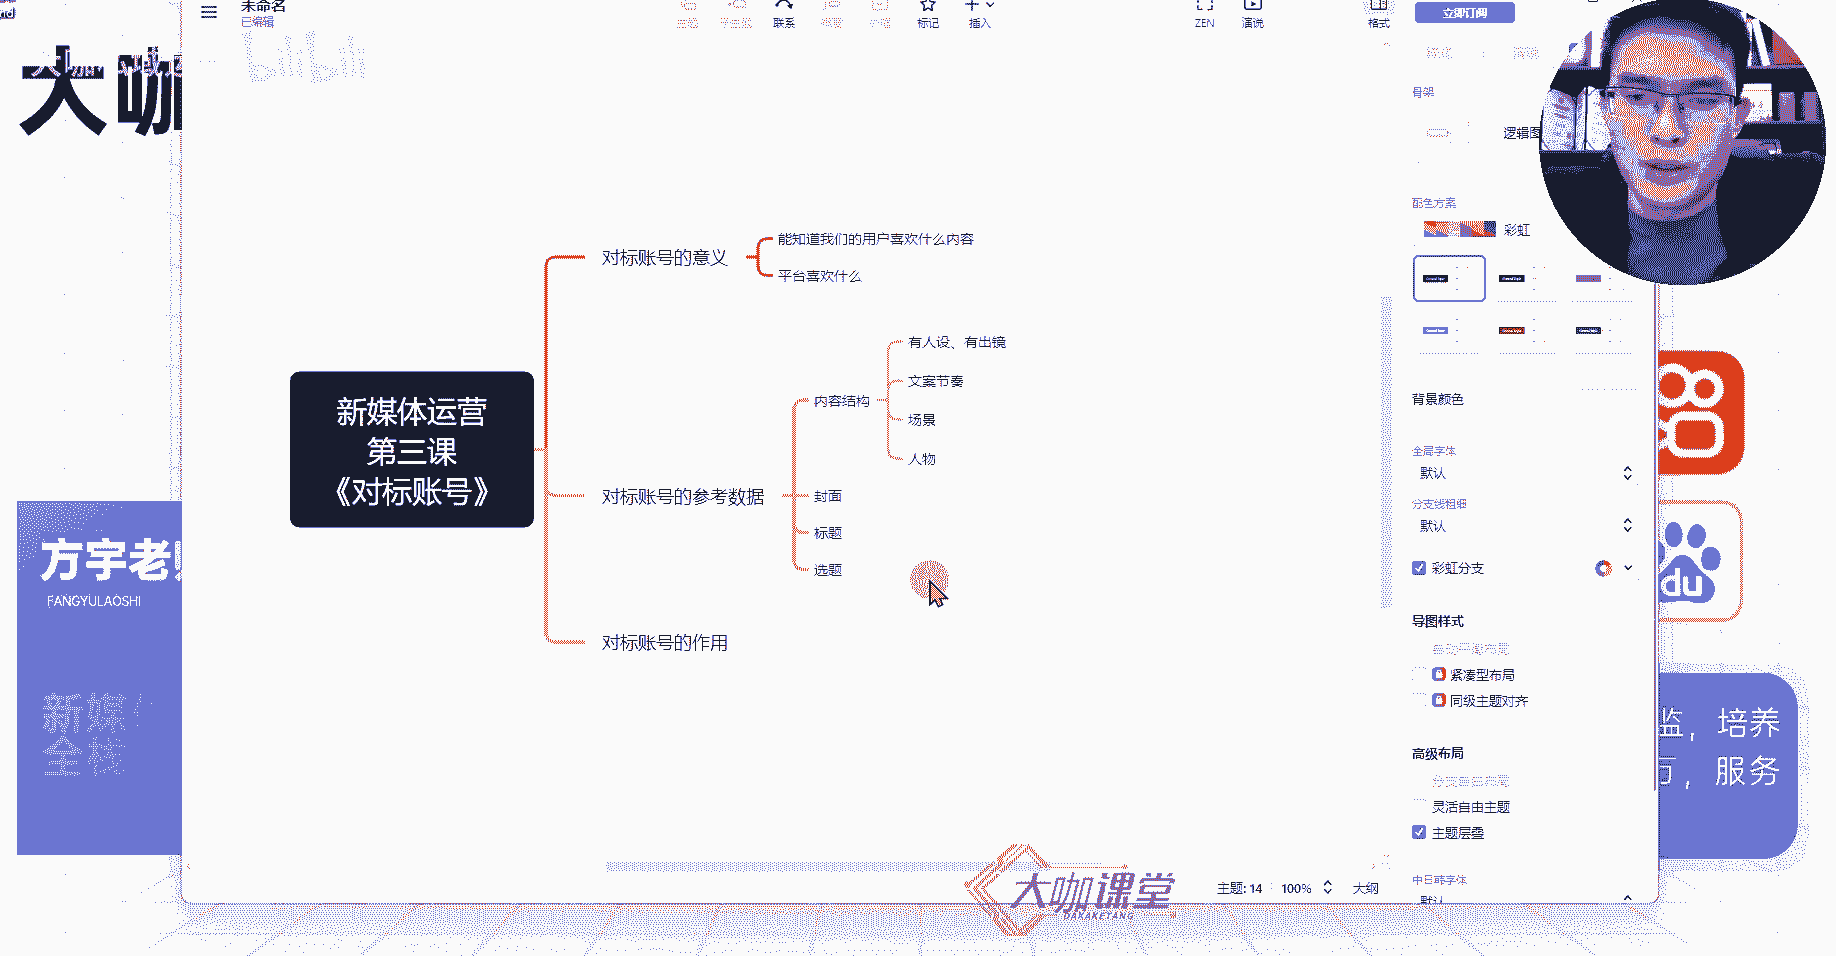 未命名
已编辑
联系
标记
插入
ZEN
演说
格式
立即订阅
bilibili
大咖
骨架
逻辑图
配色方案
彩虹
能知道我们的用户喜欢什么内容
对标账号的意义
平台喜欢什么
有人设、有出镜
文案节奏
内容结构
场景
人物
新媒体运营
第三课
《对标账号》
对标账号的参考数据
封面
标题
选题
对标账号的作用
背景颜色
全局字体
默认
分支线粗细
默认
彩虹分支
导图样式
紧凑型布局
同级主题对齐
高级布局
灵活自由主题
主题层叠
中日韩字体
默认
方宇老
FANGYULAOSHI
新媒
全栈
du
监，培养
万，服务
大咖课堂
DAKAKETANG
主题: 14
100%
大纲